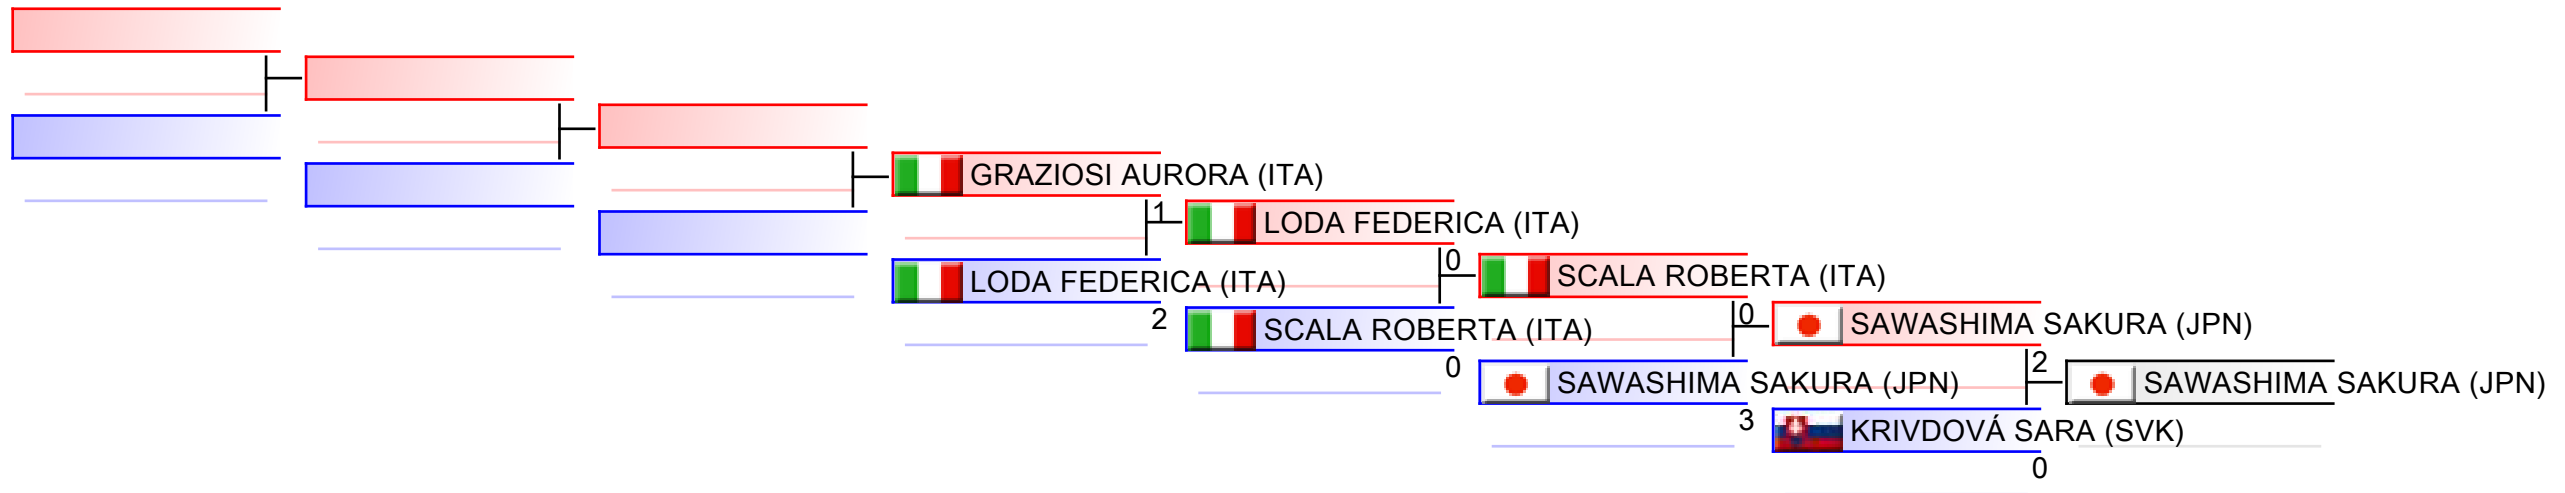 GRAZIOSI AURORA (ITA)
1
LODA FEDERICA (ITA)
LODA FEDERICA (ITA)
2
0
SCALA ROBERTA (ITA)
SCALA ROBERTA (ITA)
0
0
SAWASHIMA SAKURA (JPN)
SAWASHIMA SAKURA (JPN)
3
2
SAWASHIMA SAKURA (JPN)
KRIVDOVÁ SARA (SVK)
0